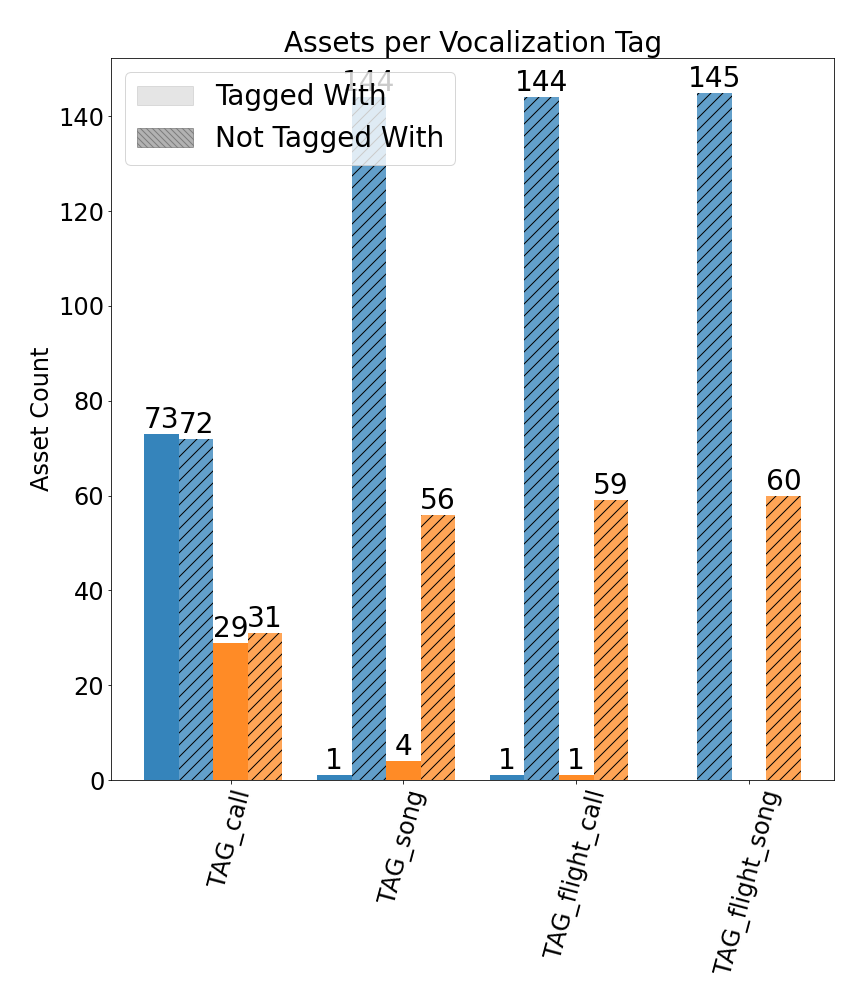 Assets per Vocalization Tag
Tagged With
Not Tagged With
Asset Count
140
120
100
80
60
40
20
0
73
72
29
31
1
144
4
56
1
144
1
59
145
60
TAG_call
TAG_song
TAG_flight_call
TAG_flight_song